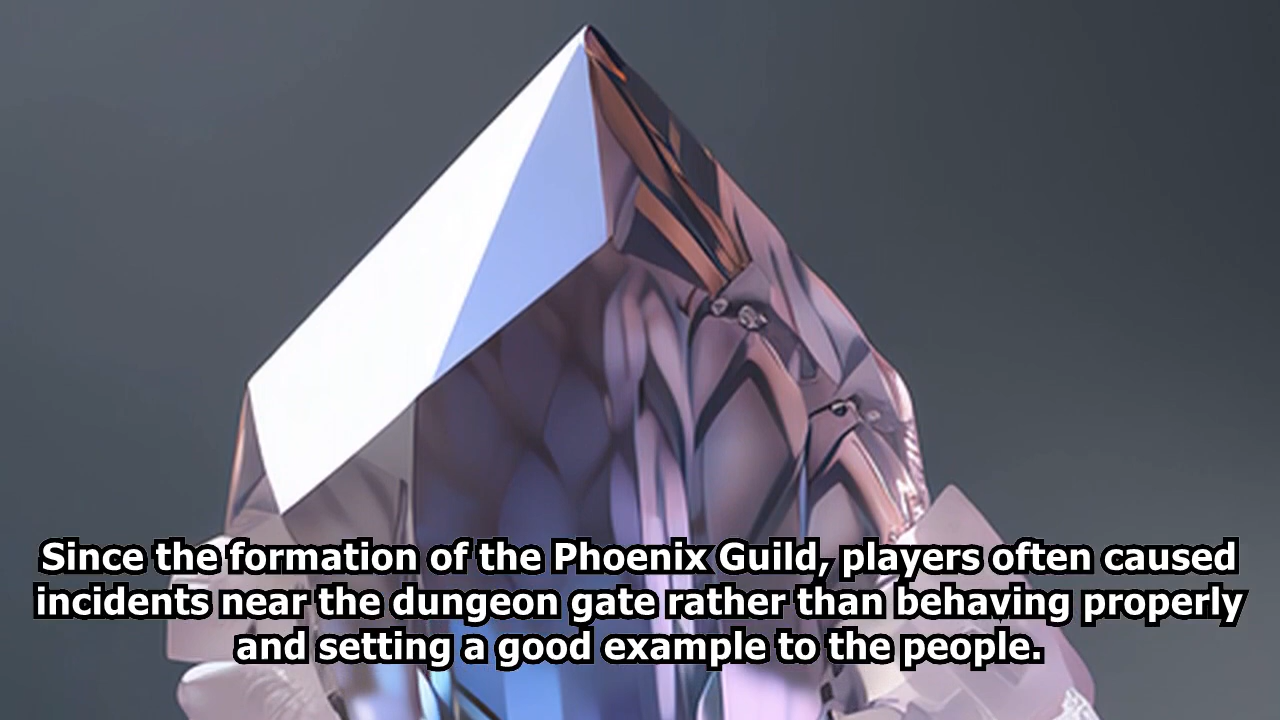 Since the formation of the Phoenix Guild, players often caused
incidents near the dungeon gate rather than behaving properly
and setting a good example to the people.